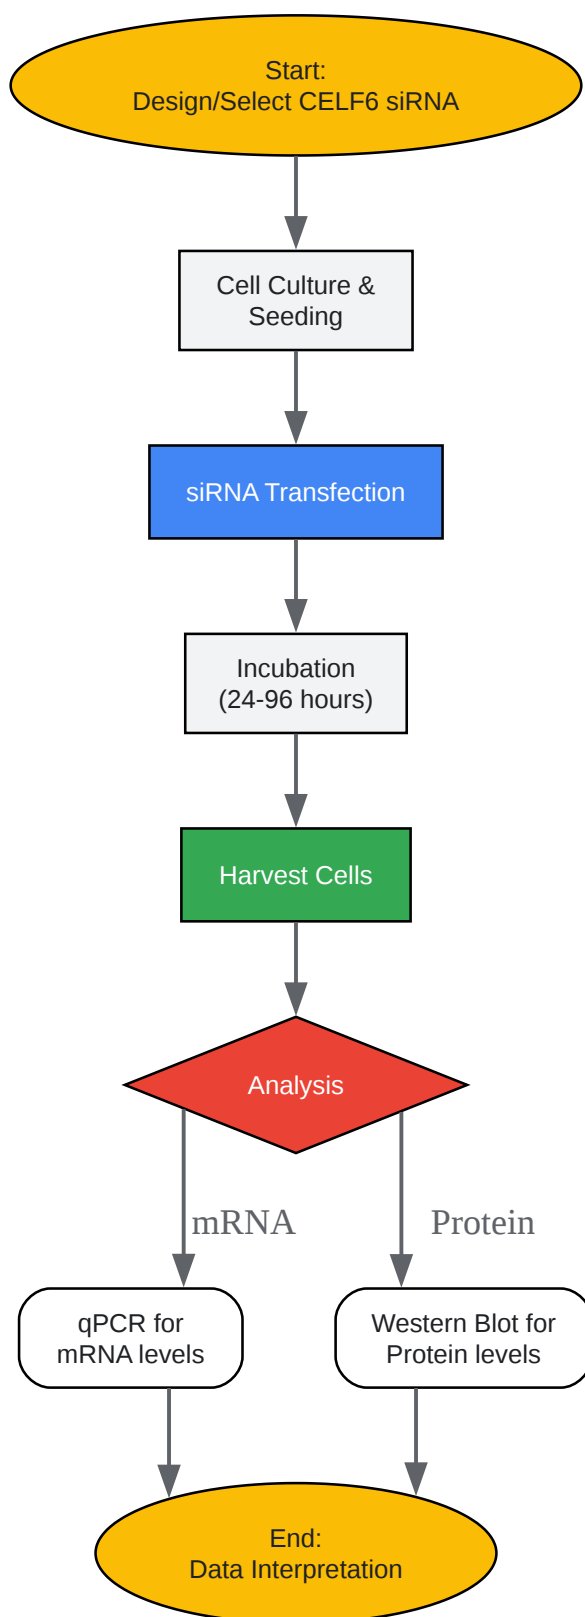 Start:
Design/Select CELF6 siRNA
Cell Culture &
Seeding
siRNA Transfection
Incubation
(24-96 hours)
Harvest Cells
Analysis
mRNA
Protein
qPCR for
mRNA levels
Western Blot for
Protein levels
End:
Data Interpretation